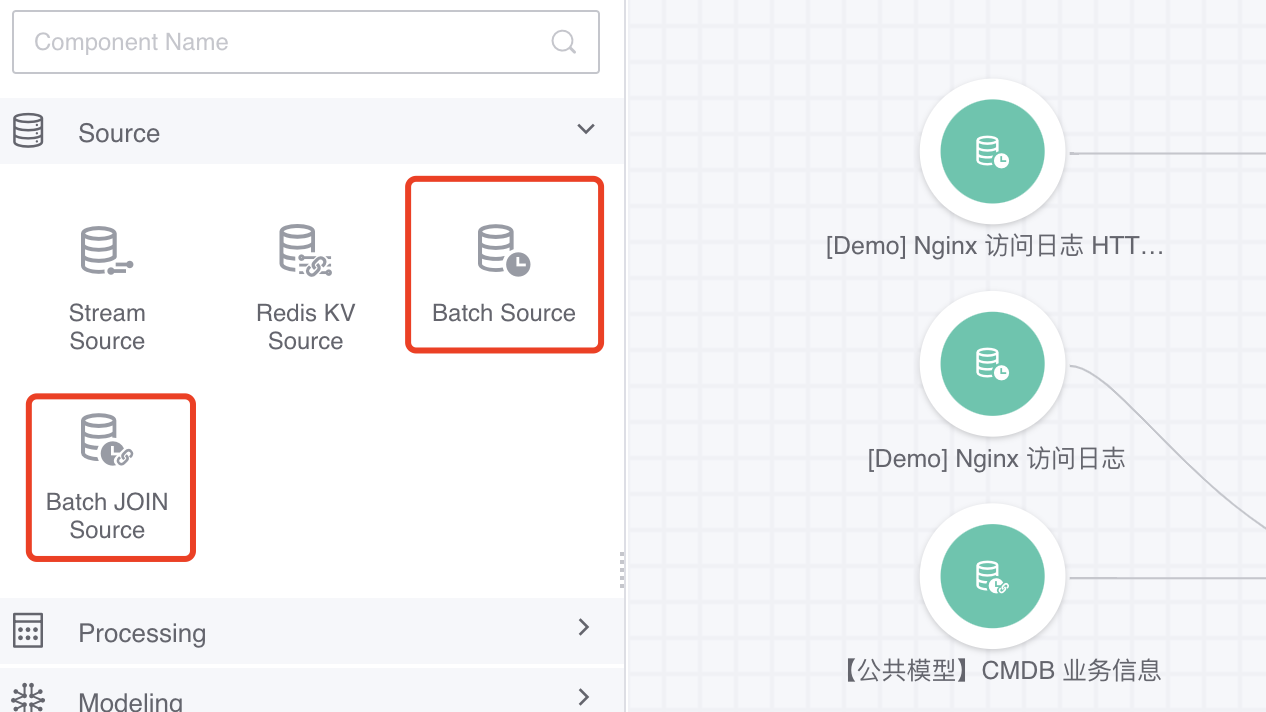 Component Name
Source
Stream
Source
Redis KV
Source
Batch Source
Batch JOIN
Source
Processing
Modeling
[Demo] Nginx 访问日志 HTT…
[Demo] Nginx 访问日志
【公共模型】CMDB 业务信息